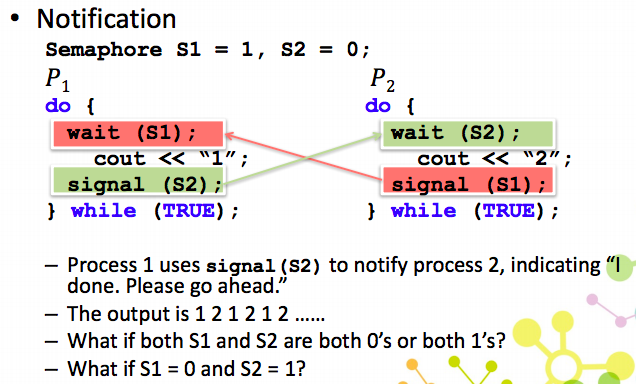 • Notification
Semaphore S1 = 1, S2 = 0;
P1 P2
do { do {
wait (S1); wait (S2);
cout << "1"; cout << "2";
signal (S2); signal (S1);
} while (TRUE); } while (TRUE);
– Process 1 uses signal(S2) to notify process 2, indicating “I
done. Please go ahead.”
– The output is 1 2 1 2 1 2 ......
– What if both S1 and S2 are both 0’s or both 1’s?
– What if S1 = 0 and S2 = 1?